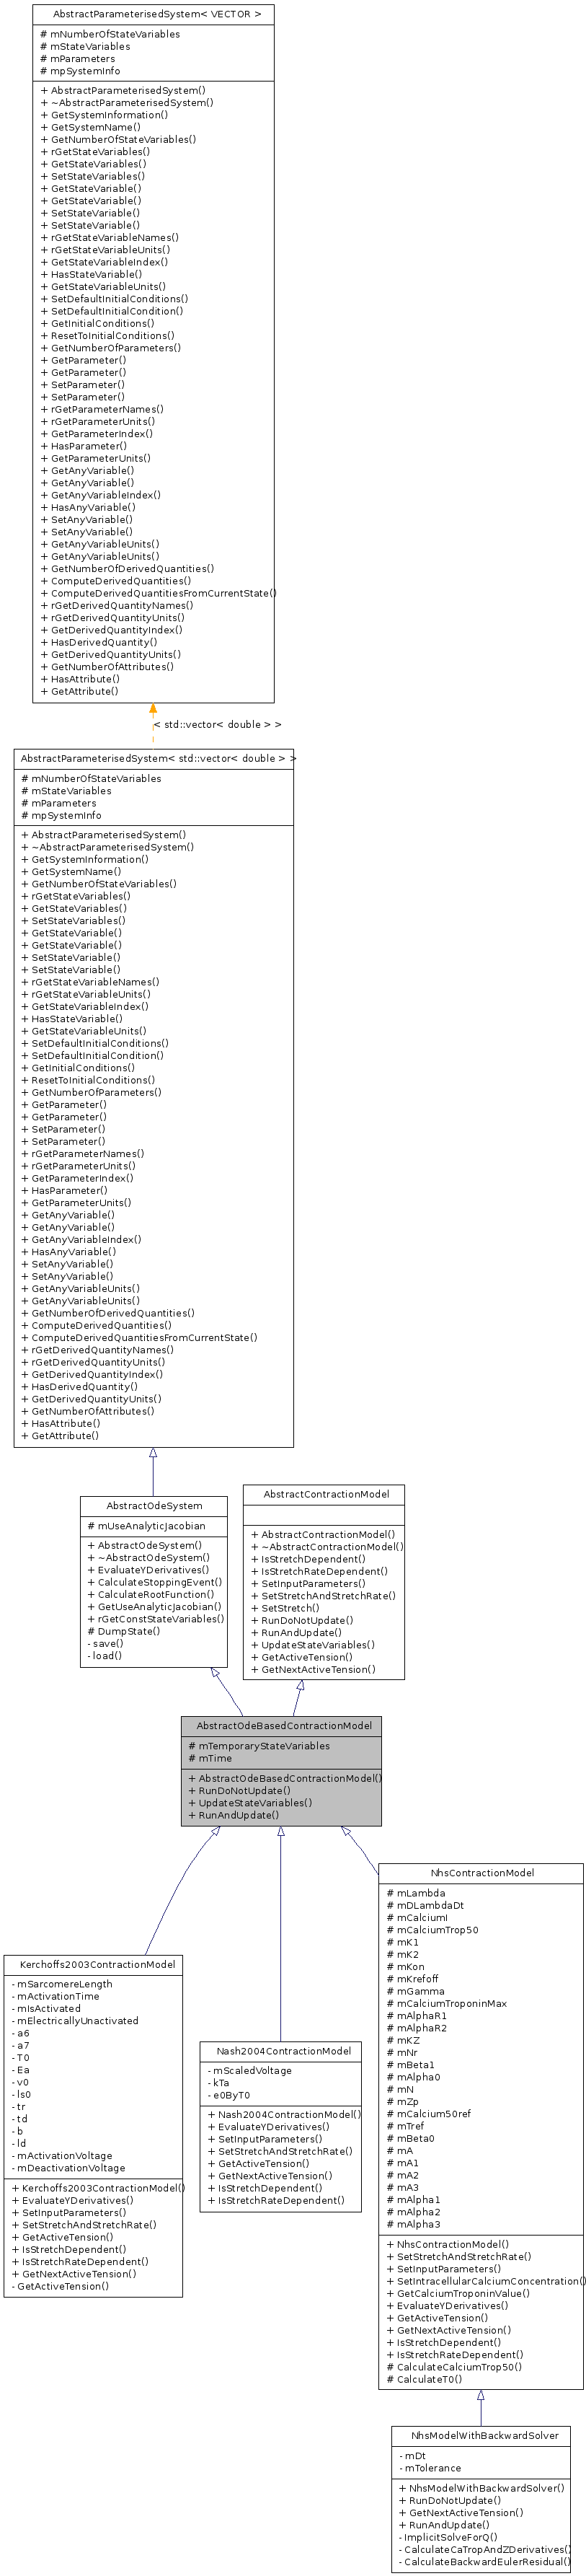 AbstractParameterisedSystem< VECTOR >
# mNumberOfStateVariables
# mStateVariables
# mParameters
# mpSystemInfo
+ AbstractParameterisedSystem()
+ ~AbstractParameterisedSystem()
+ GetSystemInformation()
+ GetSystemName()
+ GetNumberOfStateVariables()
+ rGetStateVariables()
+ GetStateVariables()
+ SetStateVariables()
+ GetStateVariable()
+ GetStateVariable()
+ SetStateVariable()
+ SetStateVariable()
+ rGetStateVariableNames()
+ rGetStateVariableUnits()
+ GetStateVariableIndex()
+ HasStateVariable()
+ GetStateVariableUnits()
+ SetDefaultInitialConditions()
+ SetDefaultInitialCondition()
+ GetInitialConditions()
+ ResetToInitialConditions()
+ GetNumberOfParameters()
+ GetParameter()
+ GetParameter()
+ SetParameter()
+ SetParameter()
+ rGetParameterNames()
+ rGetParameterUnits()
+ GetParameterIndex()
+ HasParameter()
+ GetParameterUnits()
+ GetAnyVariable()
+ GetAnyVariable()
+ GetAnyVariableIndex()
+ HasAnyVariable()
+ SetAnyVariable()
+ SetAnyVariable()
+ GetAnyVariableUnits()
+ GetAnyVariableUnits()
+ GetNumberOfDerivedQuantities()
+ ComputeDerivedQuantities()
+ ComputeDerivedQuantitiesFromCurrentState()
+ rGetDerivedQuantityNames()
+ rGetDerivedQuantityUnits()
+ GetDerivedQuantityIndex()
+ HasDerivedQuantity()
+ GetDerivedQuantityUnits()
+ GetNumberOfAttributes()
+ HasAttribute()
+ GetAttribute()
< std::vector< double > >
AbstractParameterisedSystem< std::vector< double > >
# mNumberOfStateVariables
# mStateVariables
# mParameters
# mpSystemInfo
+ AbstractParameterisedSystem()
+ ~AbstractParameterisedSystem()
+ GetSystemInformation()
+ GetSystemName()
+ GetNumberOfStateVariables()
+ rGetStateVariables()
+ GetStateVariables()
+ SetStateVariables()
+ GetStateVariable()
+ GetStateVariable()
+ SetStateVariable()
+ SetStateVariable()
+ rGetStateVariableNames()
+ rGetStateVariableUnits()
+ GetStateVariableIndex()
+ HasStateVariable()
+ GetStateVariableUnits()
+ SetDefaultInitialConditions()
+ SetDefaultInitialCondition()
+ GetInitialConditions()
+ ResetToInitialConditions()
+ GetNumberOfParameters()
+ GetParameter()
+ GetParameter()
+ SetParameter()
+ SetParameter()
+ rGetParameterNames()
+ rGetParameterUnits()
+ GetParameterIndex()
+ HasParameter()
+ GetParameterUnits()
+ GetAnyVariable()
+ GetAnyVariable()
+ GetAnyVariableIndex()
+ HasAnyVariable()
+ SetAnyVariable()
+ SetAnyVariable()
+ GetAnyVariableUnits()
+ GetAnyVariableUnits()
+ GetNumberOfDerivedQuantities()
+ ComputeDerivedQuantities()
+ ComputeDerivedQuantitiesFromCurrentState()
+ rGetDerivedQuantityNames()
+ rGetDerivedQuantityUnits()
+ GetDerivedQuantityIndex()
+ HasDerivedQuantity()
+ GetDerivedQuantityUnits()
+ GetNumberOfAttributes()
+ HasAttribute()
+ GetAttribute()
AbstractOdeSystem
# mUseAnalyticJacobian
+ AbstractOdeSystem()
+ ~AbstractOdeSystem()
+ EvaluateYDerivatives()
+ CalculateStoppingEvent()
+ CalculateRootFunction()
+ GetUseAnalyticJacobian()
+ rGetConstStateVariables()
# DumpState()
- save()
- load()
AbstractContractionModel
+ AbstractContractionModel()
+ ~AbstractContractionModel()
+ IsStretchDependent()
+ IsStretchRateDependent()
+ SetInputParameters()
+ SetStretchAndStretchRate()
+ SetStretch()
+ RunDoNotUpdate()
+ RunAndUpdate()
+ UpdateStateVariables()
+ GetActiveTension()
+ GetNextActiveTension()
AbstractOdeBasedContractionModel
# mTemporaryStateVariables
# mTime
+ AbstractOdeBasedContractionModel()
+ RunDoNotUpdate()
+ UpdateStateVariables()
+ RunAndUpdate()
Kerchoffs2003ContractionModel
- mSarcomereLength
- mActivationTime
- mIsActivated
- mElectricallyUnactivated
- a6
- a7
- T0
- Ea
- v0
- ls0
- tr
- td
- b
- ld
- mActivationVoltage
- mDeactivationVoltage
+ Kerchoffs2003ContractionModel()
+ EvaluateYDerivatives()
+ SetInputParameters()
+ SetStretchAndStretchRate()
+ GetActiveTension()
+ IsStretchDependent()
+ IsStretchRateDependent()
+ GetNextActiveTension()
- GetActiveTension()
Nash2004ContractionModel
- mScaledVoltage
- kTa
- e0ByT0
+ Nash2004ContractionModel()
+ EvaluateYDerivatives()
+ SetInputParameters()
+ SetStretchAndStretchRate()
+ GetActiveTension()
+ GetNextActiveTension()
+ IsStretchDependent()
+ IsStretchRateDependent()
NhsContractionModel
# mLambda
# mDLambdaDt
# mCalciumI
# mCalciumTrop50
# mK1
# mK2
# mKon
# mKrefoff
# mGamma
# mCalciumTroponinMax
# mAlphaR1
# mAlphaR2
# mKZ
# mNr
# mBeta1
# mAlpha0
# mN
# mZp
# mCalcium50ref
# mTref
# mBeta0
# mA
# mA1
# mA2
# mA3
# mAlpha1
# mAlpha2
# mAlpha3
+ NhsContractionModel()
+ SetStretchAndStretchRate()
+ SetInputParameters()
+ SetIntracellularCalciumConcentration()
+ GetCalciumTroponinValue()
+ EvaluateYDerivatives()
+ GetActiveTension()
+ GetNextActiveTension()
+ IsStretchDependent()
+ IsStretchRateDependent()
# CalculateCalciumTrop50()
# CalculateT0()
NhsModelWithBackwardSolver
- mDt
- mTolerance
+ NhsModelWithBackwardSolver()
+ RunDoNotUpdate()
+ GetNextActiveTension()
+ RunAndUpdate()
- ImplicitSolveForQ()
- CalculateCaTropAndZDerivatives()
- CalculateBackwardEulerResidual()